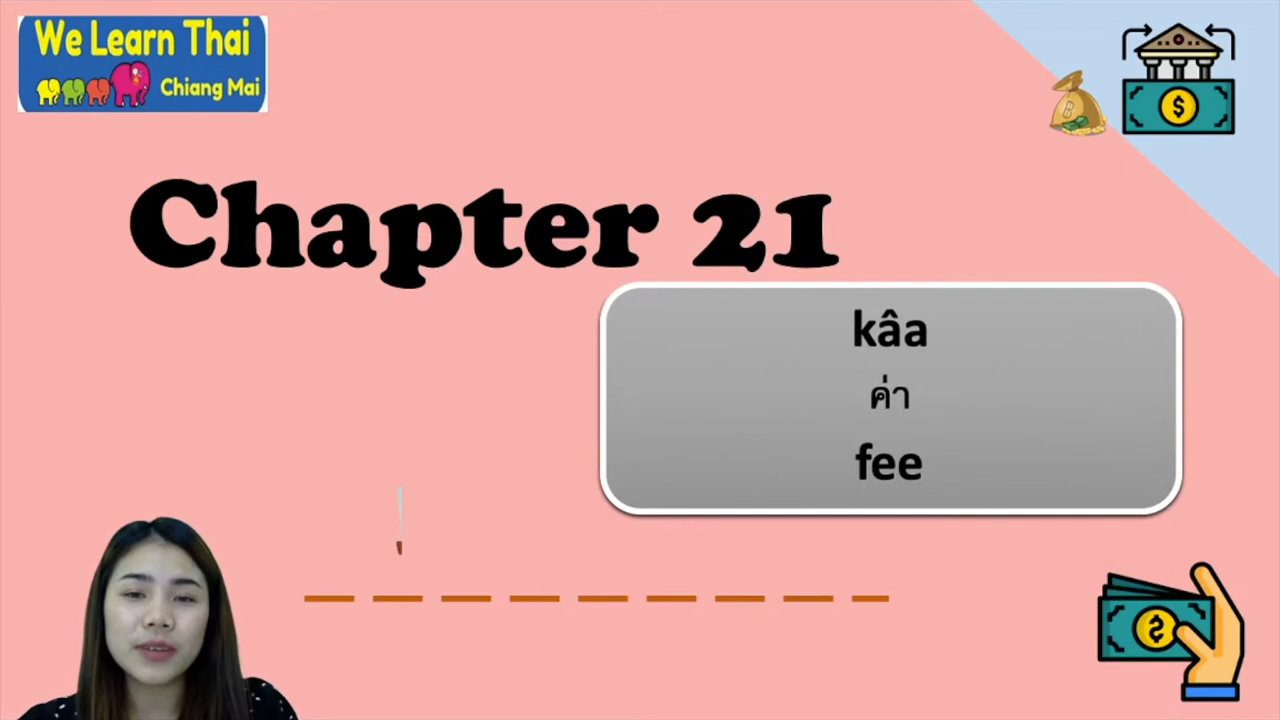 We Learn Thai
Chiang Mai
Chapter 21
kâa
ค่า
fee